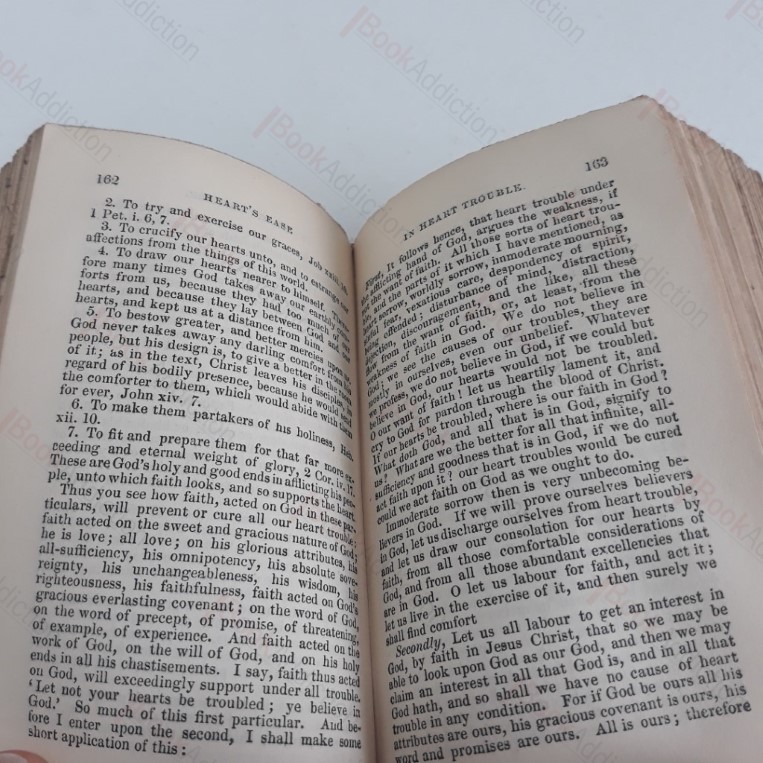 162
HEART'S EASE
2. To try and exercise our graces, Job xxiii. 10.
1 Pet. i. 6, 7.
3. To crucify our hearts unto, and to estrange our
affections from the things of this world.
4. To draw our hearts nearer to himself. There-
fore many times God takes away our earthly com-
forts from us, because they had too much of our
hearts, and because they lay between God and our
hearts, and kept us at a distance from him.
5. To bestow greater, and better mercies upon us.
God never takes away any darling comfort from his
people, but his design is, to give a better in the room
of it; as in the text, Christ leaves his disciples, in
regard of his bodily presence, because he would send
the comforter to them, which would abide with them
for ever, John xiv. 7.
6. To make them partakers of his holiness, Heb.
xii. 10.
7. To fit and prepare them for that far more ex-
ceeding and eternal weight of glory, 2 Cor. iv. 17.
These are God's holy and good ends in afflicting his peo-
ple, unto which faith looks, and so supports the heart.
Thus you see how faith, acted on God in these par-
ticulars, will prevent or cure all our heart trouble;
faith acted on the sweet and gracious nature of God;
he is love; all love; on his glorious attributes, his
all-sufficiency, his omnipotency, his absolute sove-
reignty, his unchangeableness, his wisdom, his
righteousness, his faithfulness, faith acted on God's
gracious everlasting covenant; on the word of God,
on the word of precept, of promise, of threatening,
of example, of experience. And faith acted on the
work of God, on the will of God, and on his holy
ends in all his chastisements. I say, faith thus acted
on God, will exceedingly support under all trouble.
'Let not your hearts be troubled; ye believe in
God.' So much of this first particular. And be-
fore I enter upon the second, I shall make some
short application of this:
IN HEART TROUBLE.
163
First, It follows hence, that heart trouble under
the afflicting hand of God, argues the weakness, if
not the want of faith. All those sorts of heart trou-
ble, and the parts of it which I have mentioned, as
short sorrow, worldly sorrow, inmoderate mourning,
and fear, vexatious care, despondency of spirit,
being offended; disturbance of mind, distraction,
dejection, discouragement, and the like, all these
flow from the want of faith, or, at least, from the
weakness of faith in God. We do not believe in
God; we see the causes of our troubles, they are
mostly in ourselves, even our unbelief. Whatever
we profess, we do not believe in God, if we could but
believe in God, our hearts would not be troubled.
O our want of faith! let us heartily lament it, and
cry to God for pardon through the blood of Christ.
If our hearts be troubled, where is our faith in God?
What doth God, and all that is in God, signify to
us? What are we the better for all that infinite, all-
sufficiency and goodness that is in God, if we do not
act faith upon it? our heart troubles would be cured
could we act faith on God as we ought to do.
Immoderate sorrow then is very unbecoming be-
lievers in God. If we will prove ourselves believers
in God, let us discharge ourselves from heart trouble,
and let us draw our consolation for our hearts by
faith, from all those comfortable considerations of
God, and from all those abundant excellencies that
are in God. O let us labour for faith, and act it;
let us live in the exercise of it, and then surely we
shall find comfort
Secondly, Let us all labour to get an interest in
God, by faith in Jesus Christ, that so we may be
able to look upon God as our God, and then we may
claim an interest in all that God is, and in all that
God hath, and so shall we have no cause of heart
trouble in any condition. For if God be ours all his
attributes are ours, his gracious covenant is ours, his
word and promises are ours. All is ours; therefore
BookAddiction